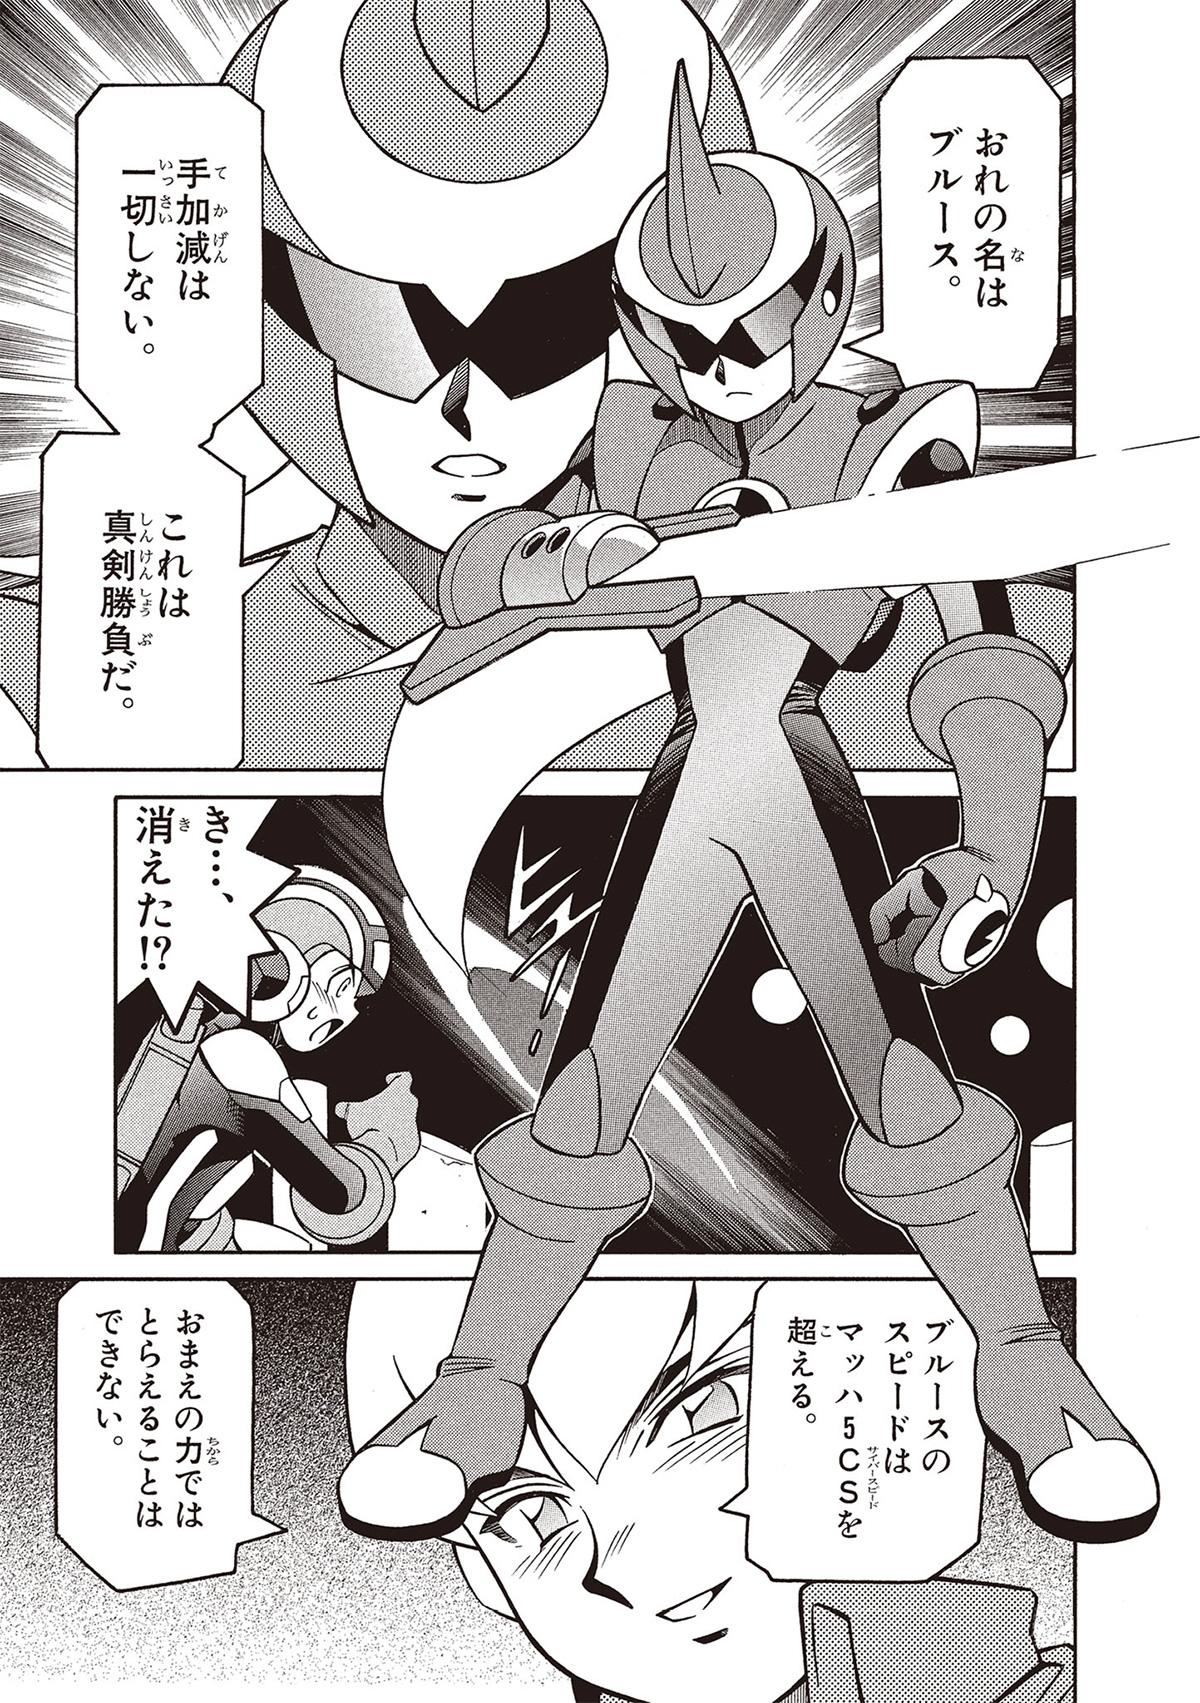 おれの名は
ブルース。
手加減は
一切しない。
これは
真剣勝負だ。
き…、
消えた!?
ブルースの
スピードは
マッハ5CSを
超える。
おまえの力では
とらえることは
できない。